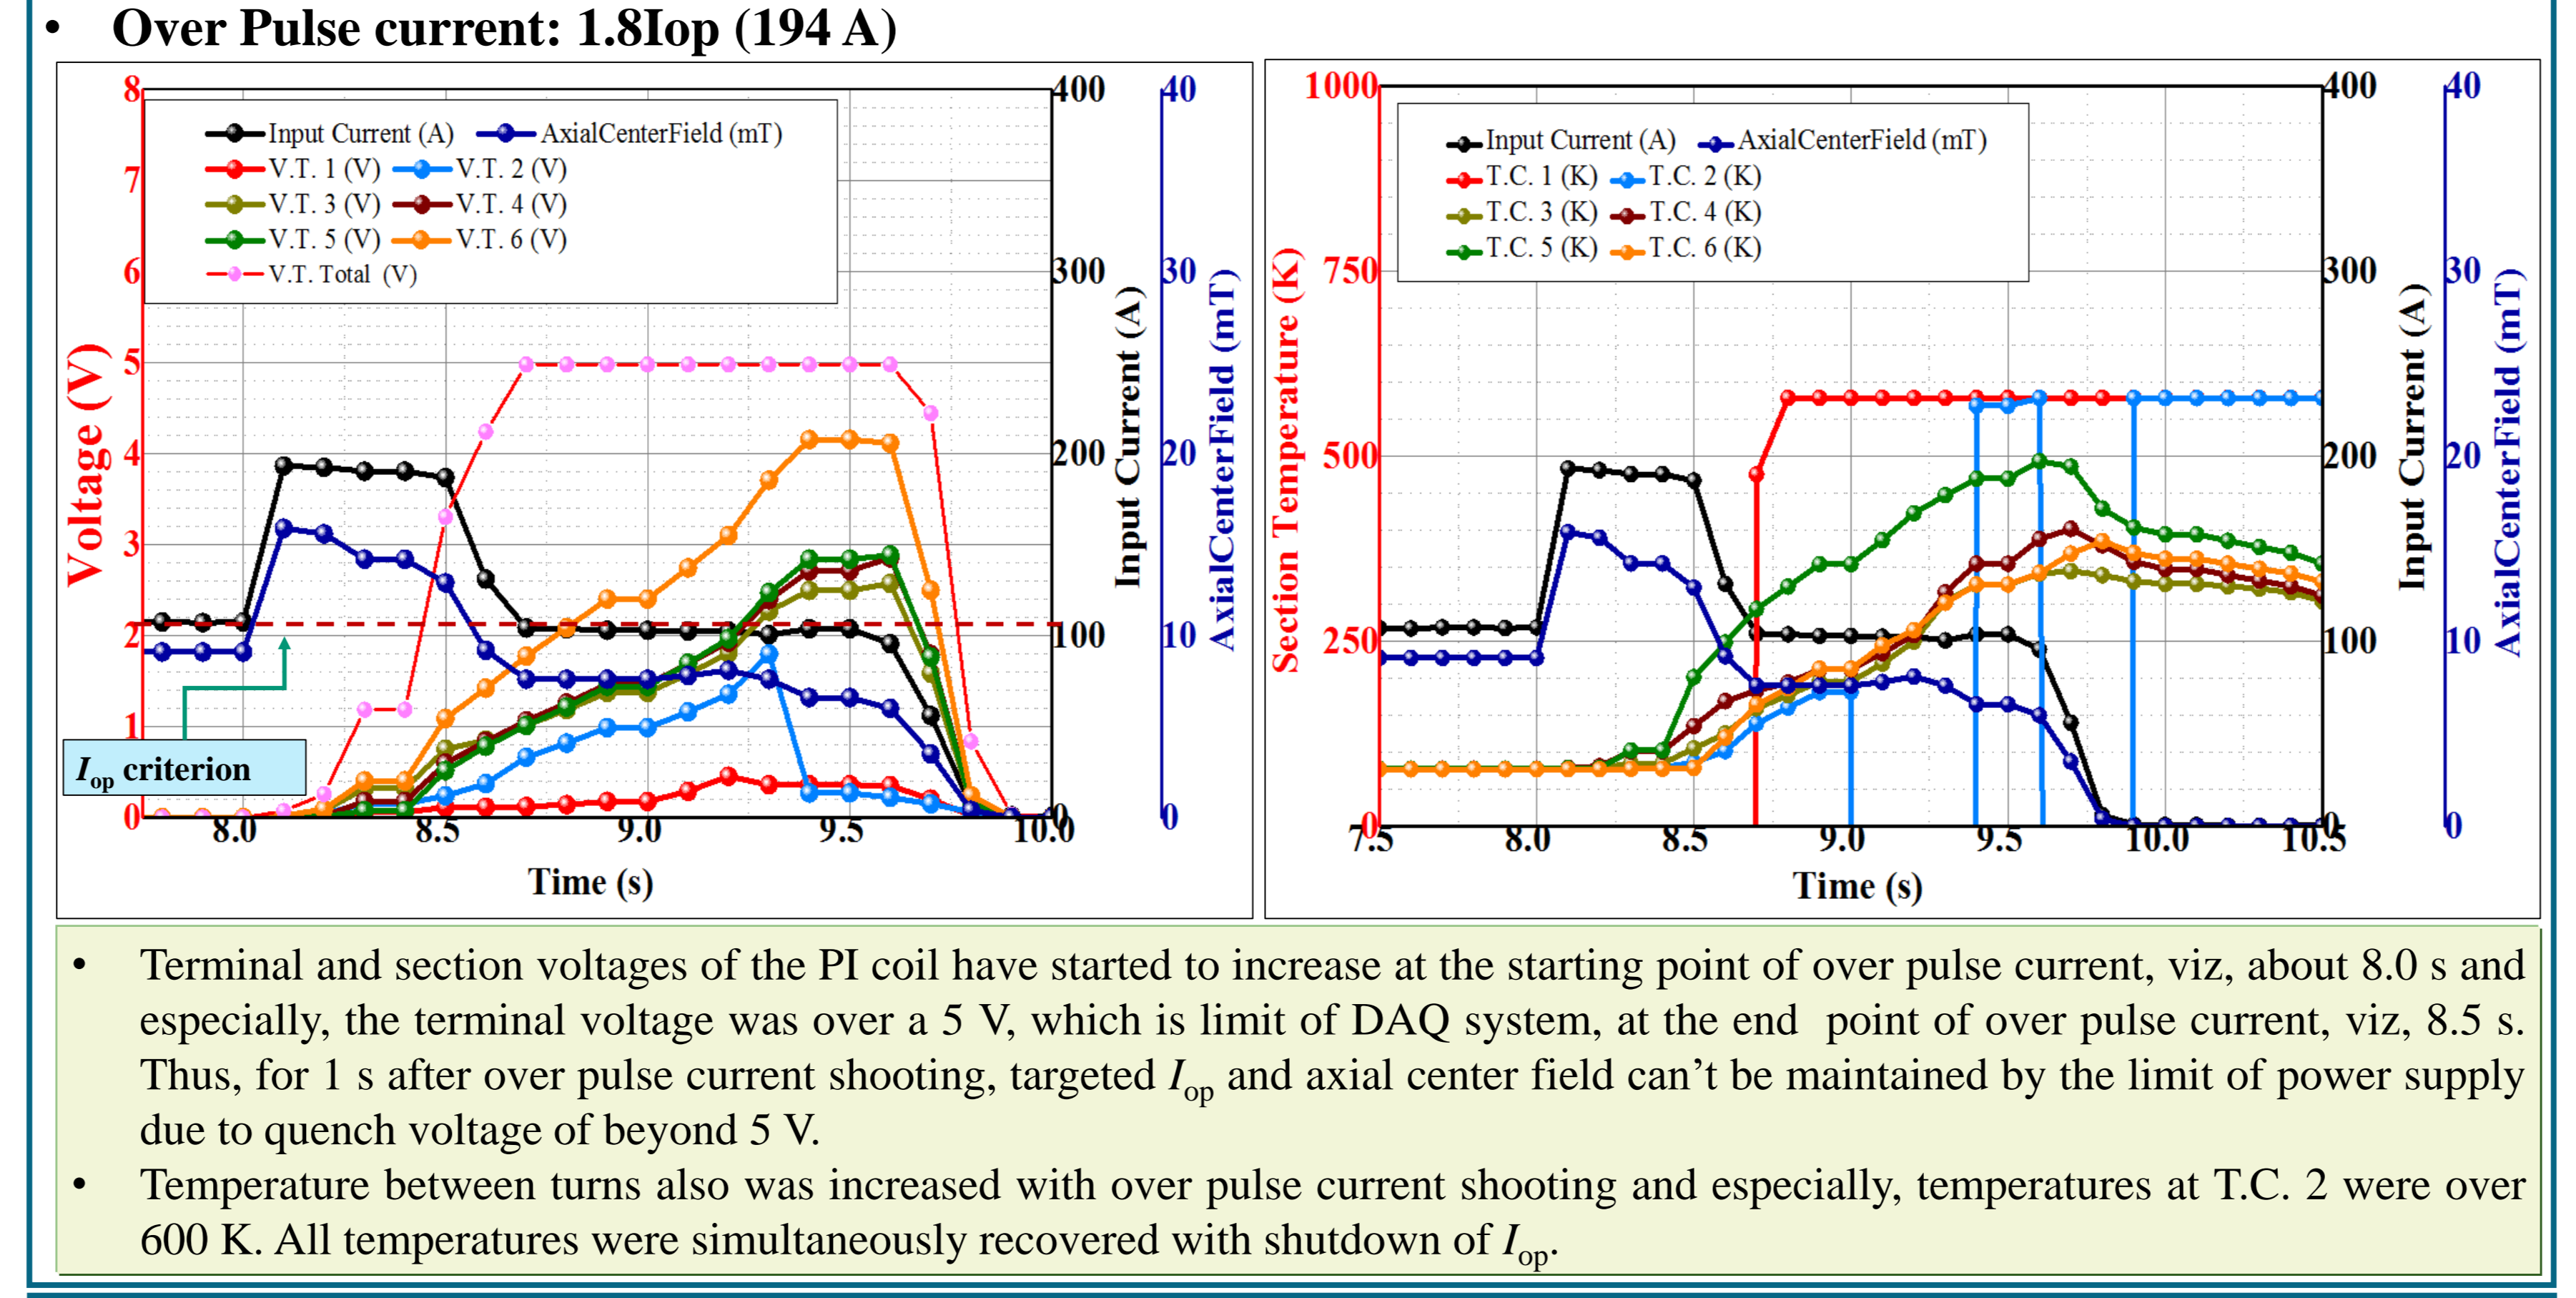 • Over Pulse current: 1.8Iop (194 A)
8
7
6
5
4
3
2
1
0
Voltage (V)
Input Current (A) AxialCenterField (mT)
V.T. 1 (V) V.T. 2 (V)
V.T. 3 (V) V.T. 4 (V)
V.T. 5 (V) V.T. 6 (V)
V.T. Total (V)
Iop criterion
8.0 8.5 9.0 9.5 10.0
Time (s)
400
300
200
100
0
Input Current (A)
40
30
20
10
0
AxialCenterField (mT)
1000
750
500
250
0
Section Temperature (K)
Input Current (A) AxialCenterField (mT)
T.C. 1 (K) T.C. 2 (K)
T.C. 3 (K) T.C. 4 (K)
T.C. 5 (K) T.C. 6 (K)
7.5 8.0 8.5 9.0 9.5 10.0 10.5
Time (s)
400
300
200
100
0
Input Current (A)
40
30
20
10
0
AxialCenterField (mT)
• Terminal and section voltages of the PI coil have started to increase at the starting point of over pulse current, viz, about 8.0 s and
especially, the terminal voltage was over a 5 V, which is limit of DAQ system, at the end point of over pulse current, viz, 8.5 s.
Thus, for 1 s after over pulse current shooting, targeted Iop and axial center field can’t be maintained by the limit of power supply
due to quench voltage of beyond 5 V.
• Temperature between turns also was increased with over pulse current shooting and especially, temperatures at T.C. 2 were over
600 K. All temperatures were simultaneously recovered with shutdown of Iop.